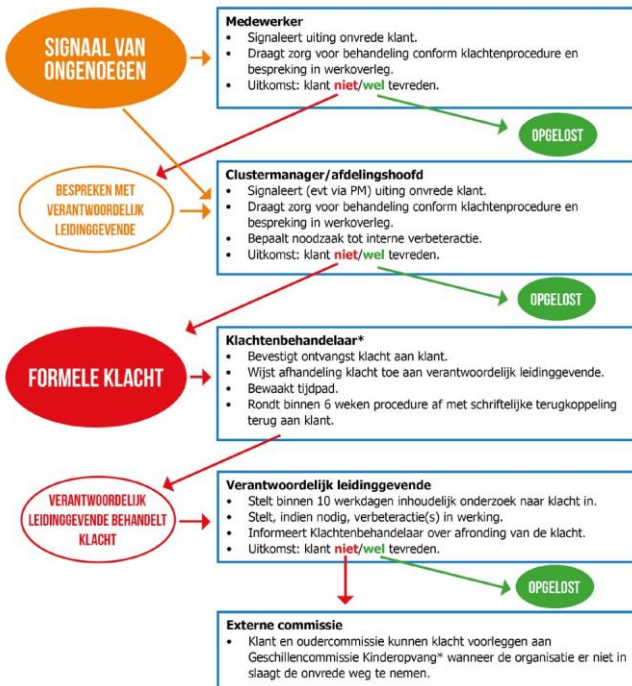 SIGNAAL VAN
ONGENOEGEN
Medewerker
• Signaleert uiting onvrede klant.
• Draagt zorg voor behandeling conform klachtenprocedure en
bespreking in werkoverleg.
• Uitkomst: klant niet/wel tevreden.
OPGELOST
BESPREKEN MET
VERANTWOORDELIJK
LEIDINGGEVENDE
Clustermanager/afdelingshoofd
• Signaleert (evt via PM) uiting onvrede klant.
• Draagt zorg voor behandeling conform klachtenprocedure en
bespreking in werkoverleg.
• Bepaalt noodzaak tot interne verbeteractie.
• Uitkomst: klant niet/wel tevreden.
OPGELOST
FORMELE KLACHT
Klachtenbehandelaar*
• Bevestigt ontvangst klacht aan klant.
• Wijst afhandeling klacht toe aan verantwoordelijk leidinggevende.
• Bewaakt tijdpad.
• Rondt binnen 6 weken procedure af met schriftelijke terugkoppeling
terug aan klant.
VERANTWOORDELIJK
LEIDINGGEVENDE BEHANDELT
KLACHT
Verantwoordelijk leidinggevende
• Stelt binnen 10 werkdagen inhoudelijk onderzoek naar klacht in.
• Stelt, indien nodig, verbeteractie(s) in werking.
• Informeert Klachtenbehandelaar over afronding van de klacht.
• Uitkomst: klant niet/wel tevreden.
OPGELOST
Externe commissie
• Klant en oudercommissie kunnen klacht voorleggen aan
Geschillencommissie Kinderopvang* wanneer de organisatie er niet in
slaagt de onvrede weg te nemen.